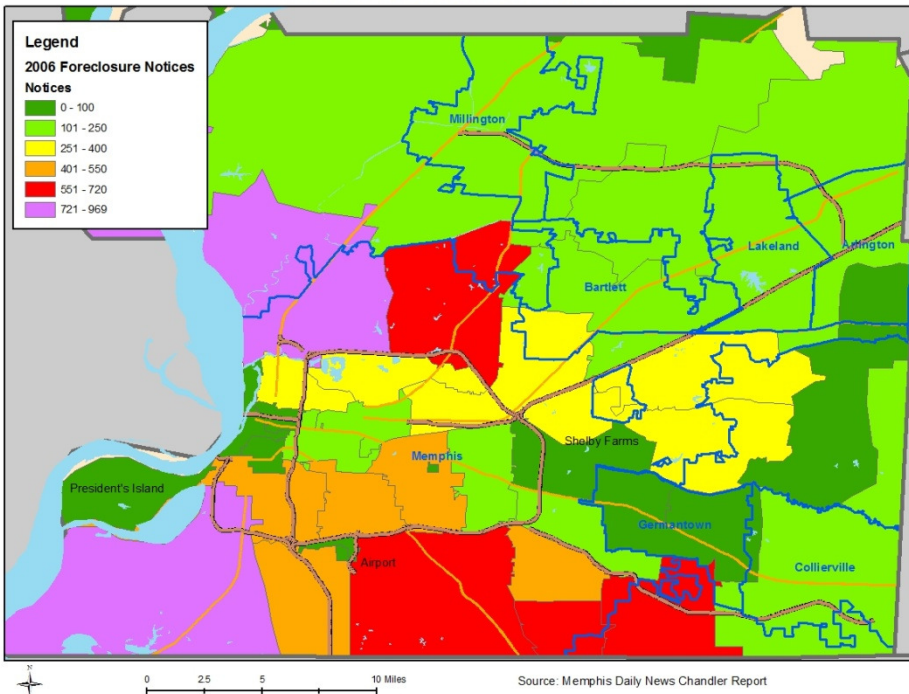 Legend
2006 Foreclosure Notices
Notices
0 - 100
101 - 250
251 - 400
401 - 550
551 - 720
721 - 969
Millington
Lakeland
Arlington
Bartlett
Shelby Farms
Memphis
President's Island
Germantown
Airport
Collierville
N
0 2.5 5 10 Miles
Source: Memphis Daily News Chandler Report